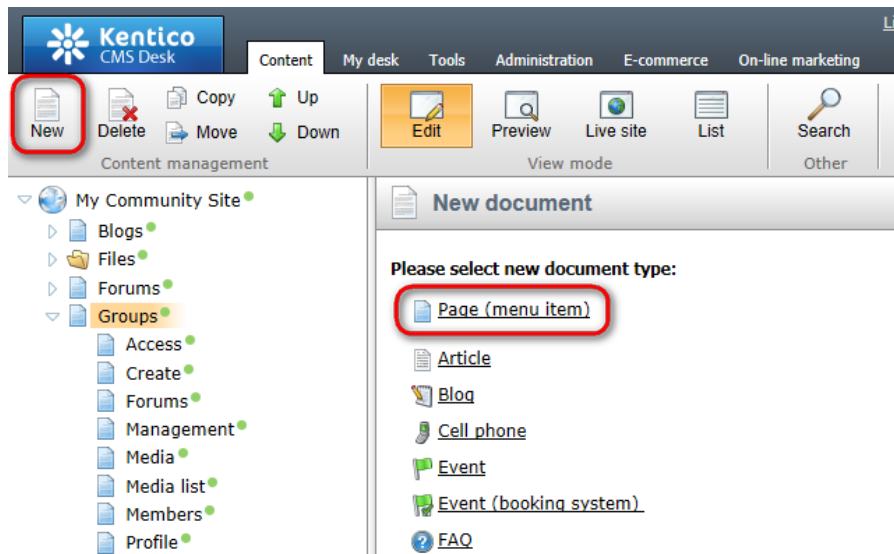 Kentico
CMS Desk
Content My desk Tools Administration E-commerce On-line marketing
New Delete Copy Move Up Down
Content management
Edit Preview Live site List
View mode
Search
Other
My Community Site
Blogs
Files
Forums
Groups
Access
Create
Forums
Management
Media
Media list
Members
Profile
New document
Please select new document type:
Page (menu item)
Article
Blog
Cell phone
Event
Event (booking system)
FAQ